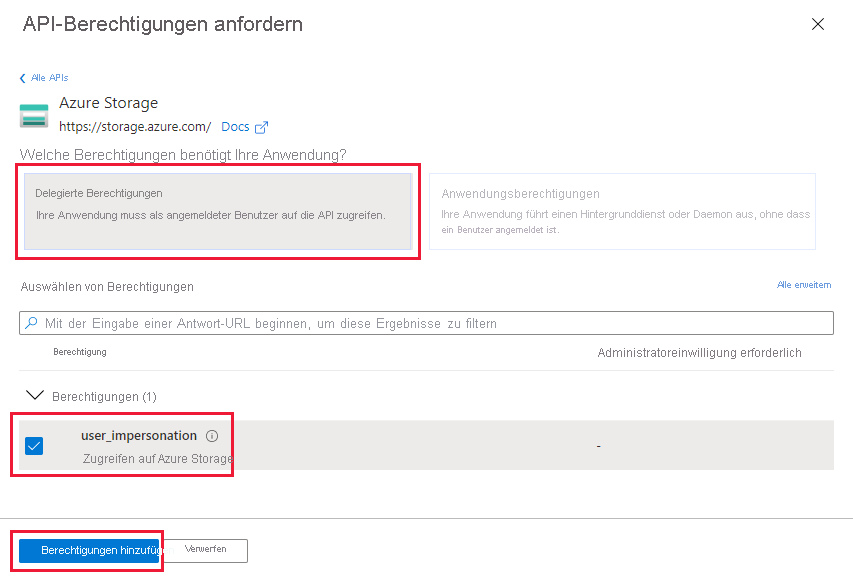 API-Berechtigungen anfordern
Alle APIs
Azure Storage
https://storage.azure.com/ Docs
Welche Berechtigungen benötigt Ihre Anwendung?
Delegierte Berechtigungen
Ihre Anwendung muss als angemeldeter Benutzer auf die API zugreifen.
Anwendungsberechtigungen
Ihre Anwendung führt einen Hintergrunddienst oder Daemon aus, ohne dass
ein Benutzer angemeldet ist.
Auswählen von Berechtigungen
Alle erweitern
Mit der Eingabe einer Antwort-URL beginnen, um diese Ergebnisse zu filtern
Berechtigung
Administratoreinwilligung erforderlich
Berechtigungen (1)
user_impersonation
-
Zugreifen auf Azure Storage
Berechtigungen hinzufüg
Verwerfen